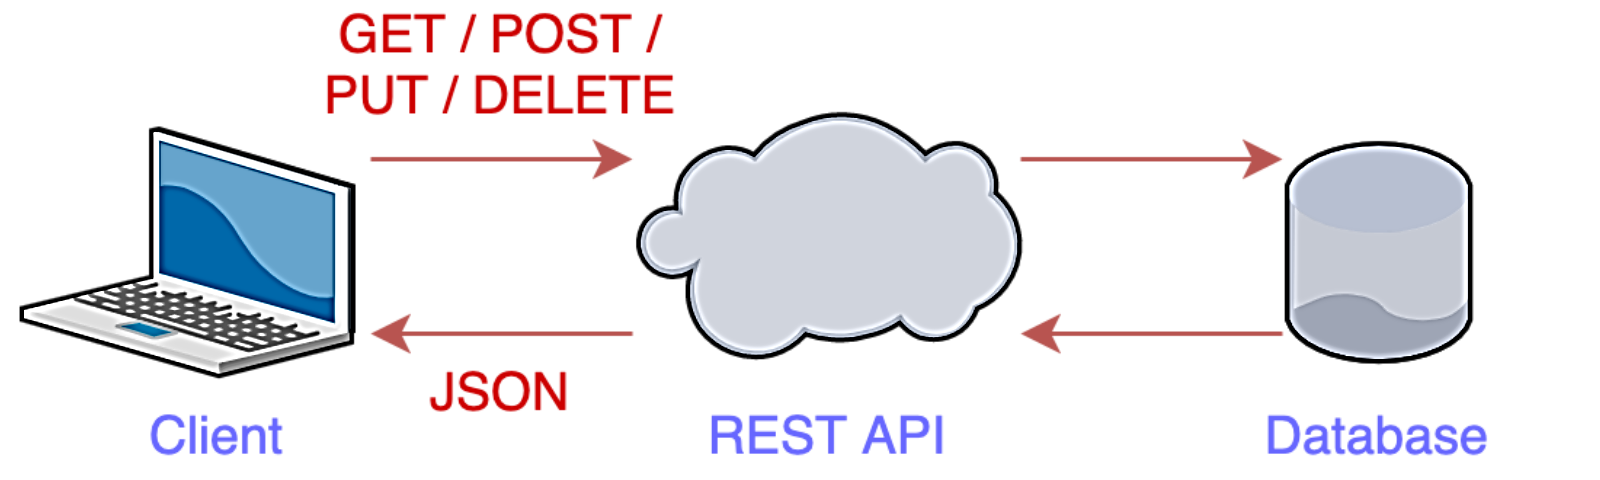 GET / POST /
PUT / DELETE
JSON
Client
REST API
Database